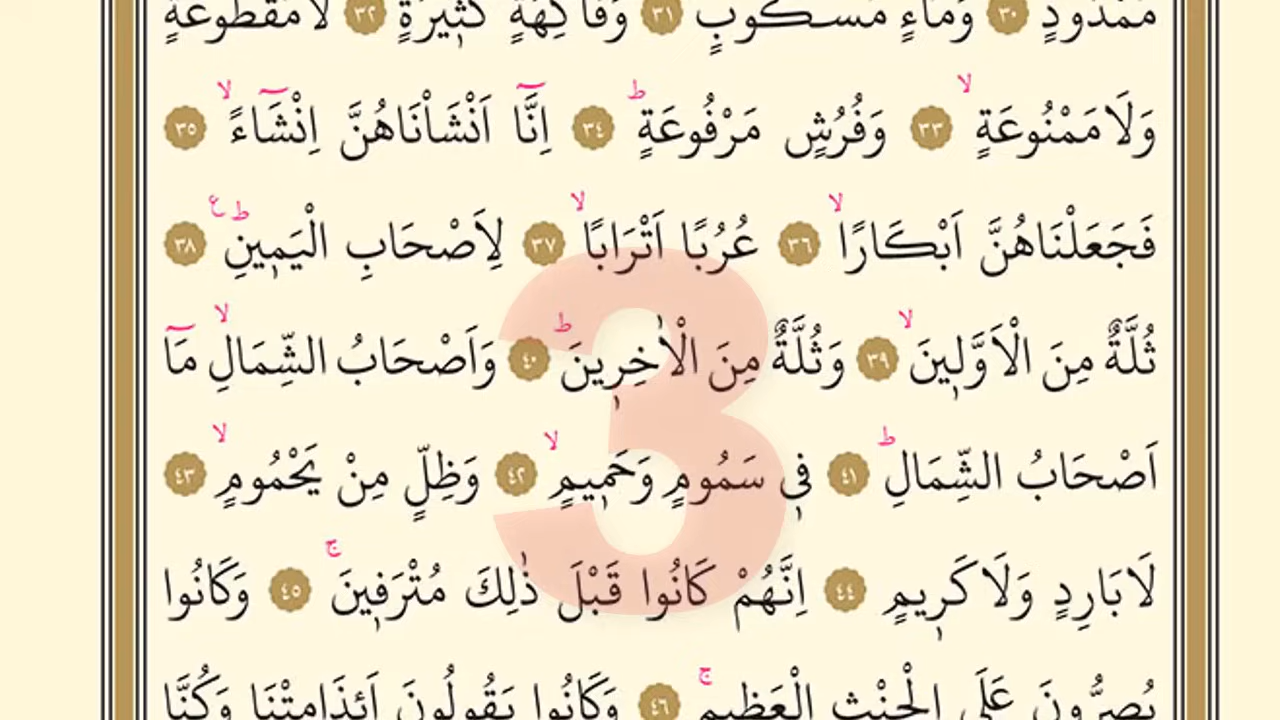 مَمْدُودٍ ٣٠ وَمَاءٍ مَسْكُوبٍ ٣١ وَفَاكِهَةٍ كَثٖيرَةٍ ٣٢ لَا مَقْطُوعَةٍ
وَلَا مَمْنُوعَةٍۙ ٣٣ وَفُرُشٍ مَرْفُوعَةٍؕ ٣٤ اِنَّٓا اَنْشَأْنَاهُنَّ اِنْشَٓاءًۙ ٣٥
فَجَعَلْنَاهُنَّ اَبْكَارًاۙ ٣٦ عُرُبًا اَتْرَابًاۙ ٣٧ لِاَصْحَابِ الْيَمٖينِؕع ٣٨
ثُلَّةٌ مِنَ الْاَوَّلٖينَۙ ٣٩ وَثُلَّةٌ مِنَ الْاٰخِرٖينَؕ ٤٠ وَاَصْحَابُ الشِّمَالِۙ مَٓا
اَصْحَابُ الشِّمَالِؕ ٤١ فٖي سَمُومٍ وَحَمٖيمٍۙ ٤٢ وَظِلٍّ مِنْ يَحْمُومٍۙ ٤٣
لَا بَارِدٍ وَلَا كَرٖيمٍ ٤٤ اِنَّهُمْ كَانُوا قَبْلَ ذٰلِكَ مُتْرَفٖينَۚ ٤٥ وَكَانُوا
يُصِرُّونَ عَلَى الْحِنْثِ الْعَظٖيمِۚ ٤٦ وَكَانُوا يَقُولُونَ اَئِذَا مِتْنَا وَكُنَّا
3